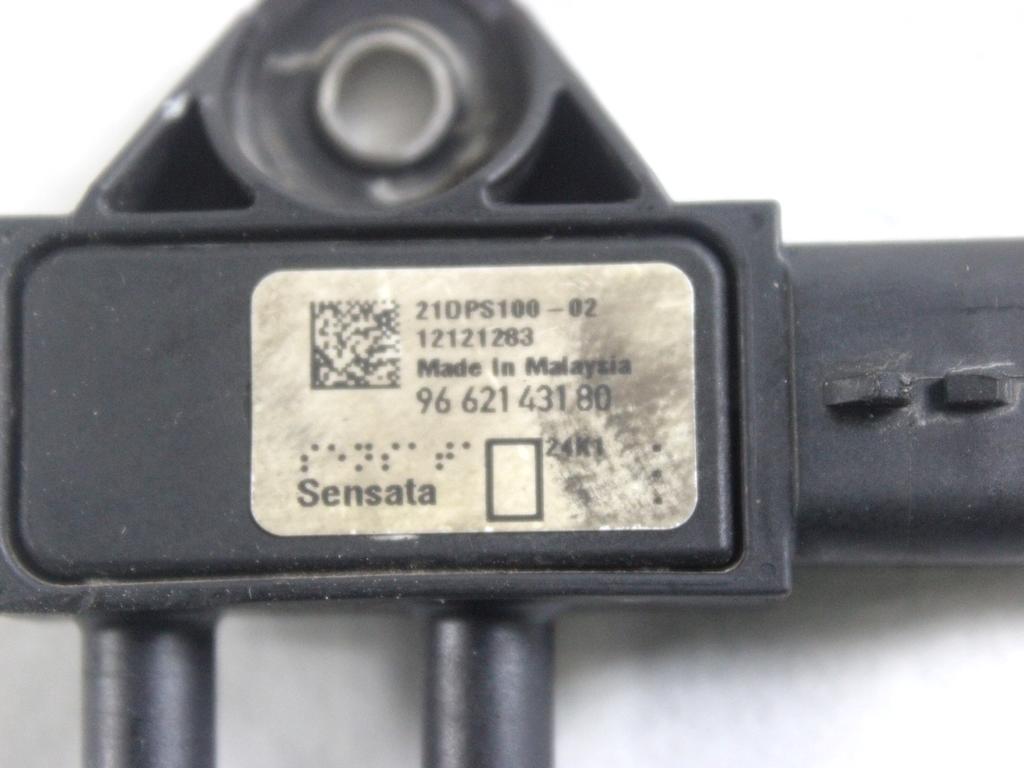 21DPS100-02
12121283
Made in Malaysia
96 621 431 80
24K1
Sensata